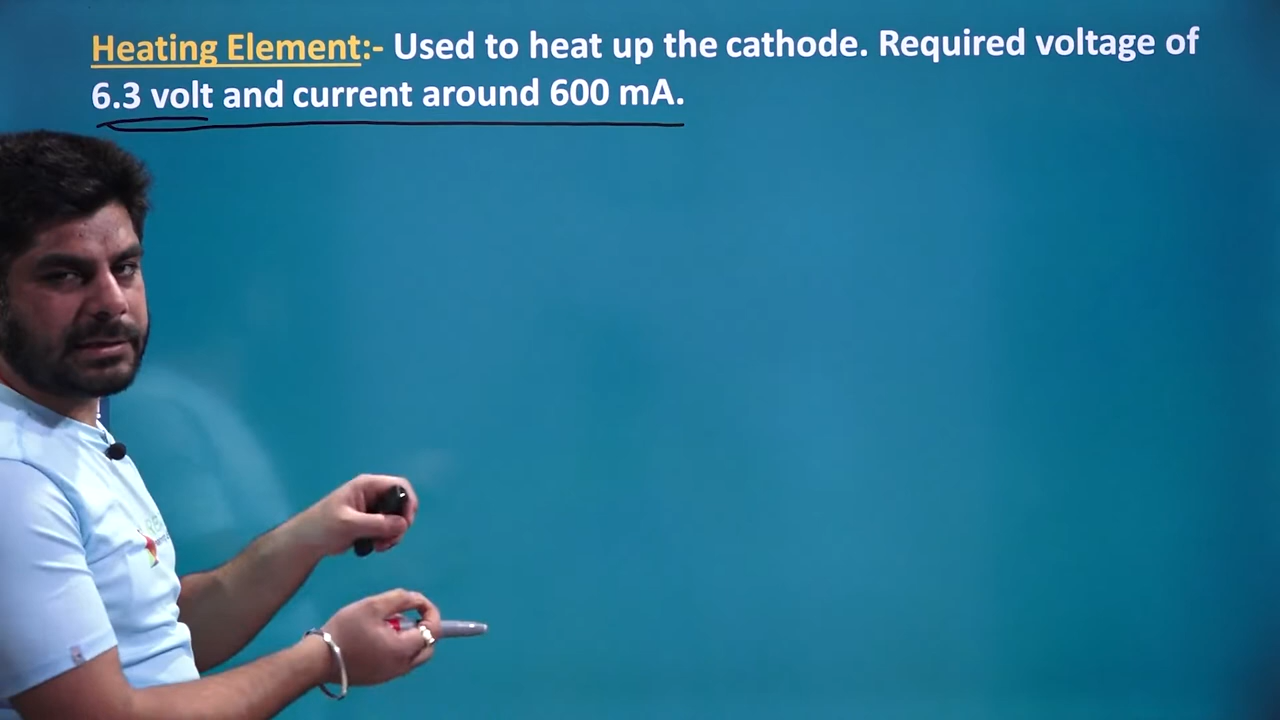 Heating Element:- Used to heat up the cathode. Required voltage of
6.3 volt and current around 600 mA.